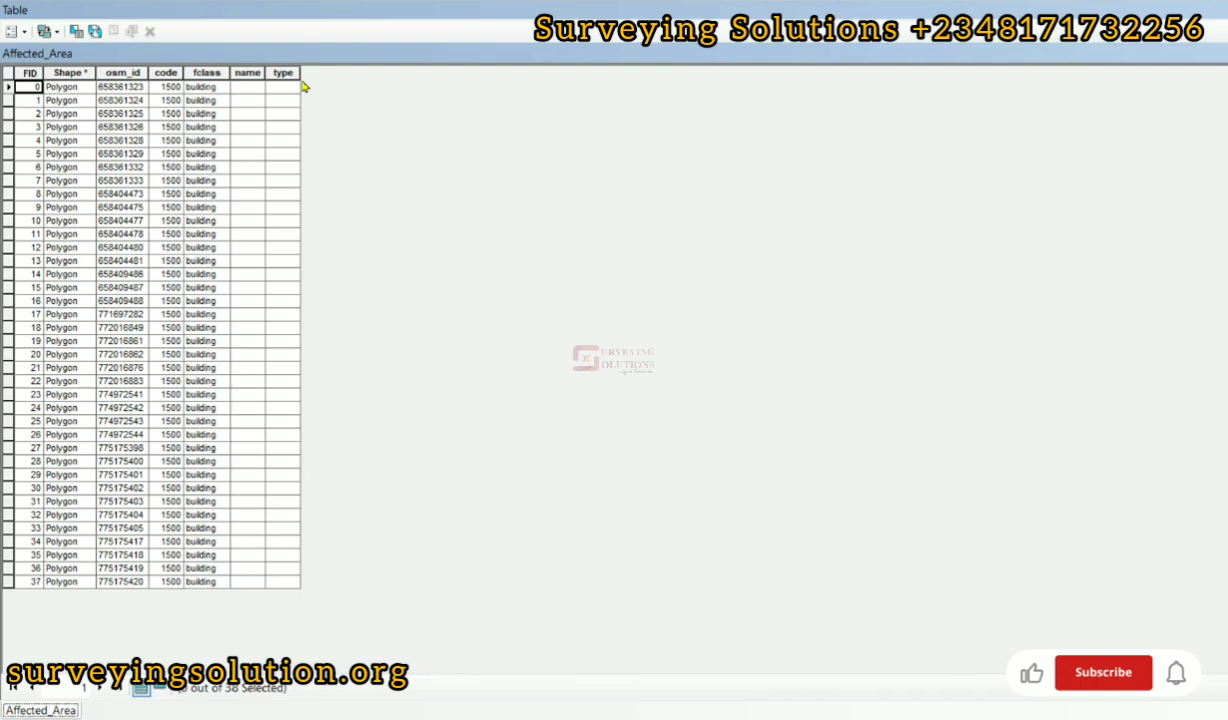 Table
Surveying Solutions +2348171732256
Affected_Area
FID Shape * osm_id code fclass name type
0 Polygon 658361323 1500 building
1 Polygon 658361324 1500 building
2 Polygon 658361325 1500 building
3 Polygon 658361326 1500 building
4 Polygon 658361328 1500 building
5 Polygon 658361329 1500 building
6 Polygon 658361332 1500 building
7 Polygon 658361333 1500 building
8 Polygon 658404473 1500 building
9 Polygon 658404475 1500 building
10 Polygon 658404477 1500 building
11 Polygon 658404478 1500 building
12 Polygon 658404480 1500 building
13 Polygon 658404481 1500 building
14 Polygon 658409486 1500 building
15 Polygon 658409487 1500 building
16 Polygon 658409488 1500 building
17 Polygon 771697282 1500 building
18 Polygon 772016849 1500 building
19 Polygon 772016861 1500 building
20 Polygon 772016862 1500 building
21 Polygon 772016876 1500 building
22 Polygon 772016883 1500 building
23 Polygon 774972541 1500 building
24 Polygon 774972542 1500 building
25 Polygon 774972543 1500 building
26 Polygon 774972544 1500 building
27 Polygon 775175398 1500 building
28 Polygon 775175400 1500 building
29 Polygon 775175401 1500 building
30 Polygon 775175402 1500 building
31 Polygon 775175403 1500 building
32 Polygon 775175404 1500 building
33 Polygon 775175405 1500 building
34 Polygon 775175417 1500 building
35 Polygon 775175418 1500 building
36 Polygon 775175419 1500 building
37 Polygon 775175420 1500 building
URVEYING
OLUTIONS
surveyingsolution.org
1 out of 38 Selected)
Subscribe
Affected_Area